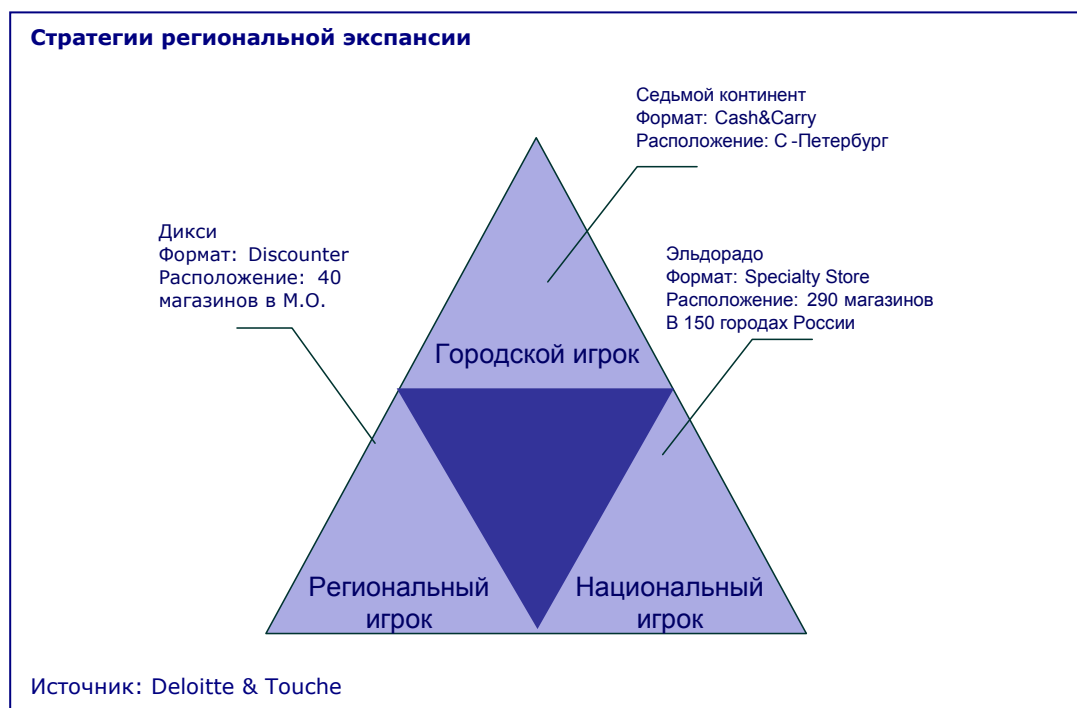 Стратегии региональной экспансии
Седьмой континент
Формат: Cash&Carry
Расположение: С -Петербург
Дикси
Формат: Discounter
Расположение: 40
магазинов в М.О.
Эльдорадо
Формат: Specialty Store
Расположение: 290 магазинов
В 150 городах России
Городской игрок
Региональный
игрок
Национальный
игрок
Источник: Deloitte & Touche